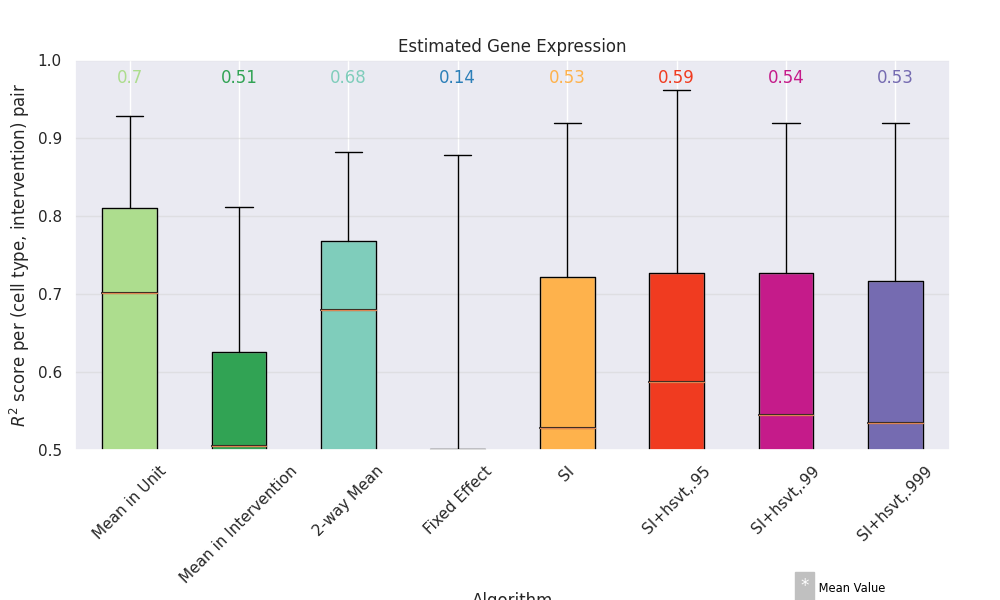 Estimated Gene Expression
1.0
0.9
0.8
0.7
0.6
0.5
R² score per (cell type, intervention) pair
0.7 0.51 0.68 0.14 0.53 0.59 0.54 0.53
Mean in Unit
Mean in Intervention
2-way Mean
Fixed Effect
SI
SI+hsvt,.95
SI+hsvt,.99
SI+hsvt,.999
Algorithm
* Mean Value